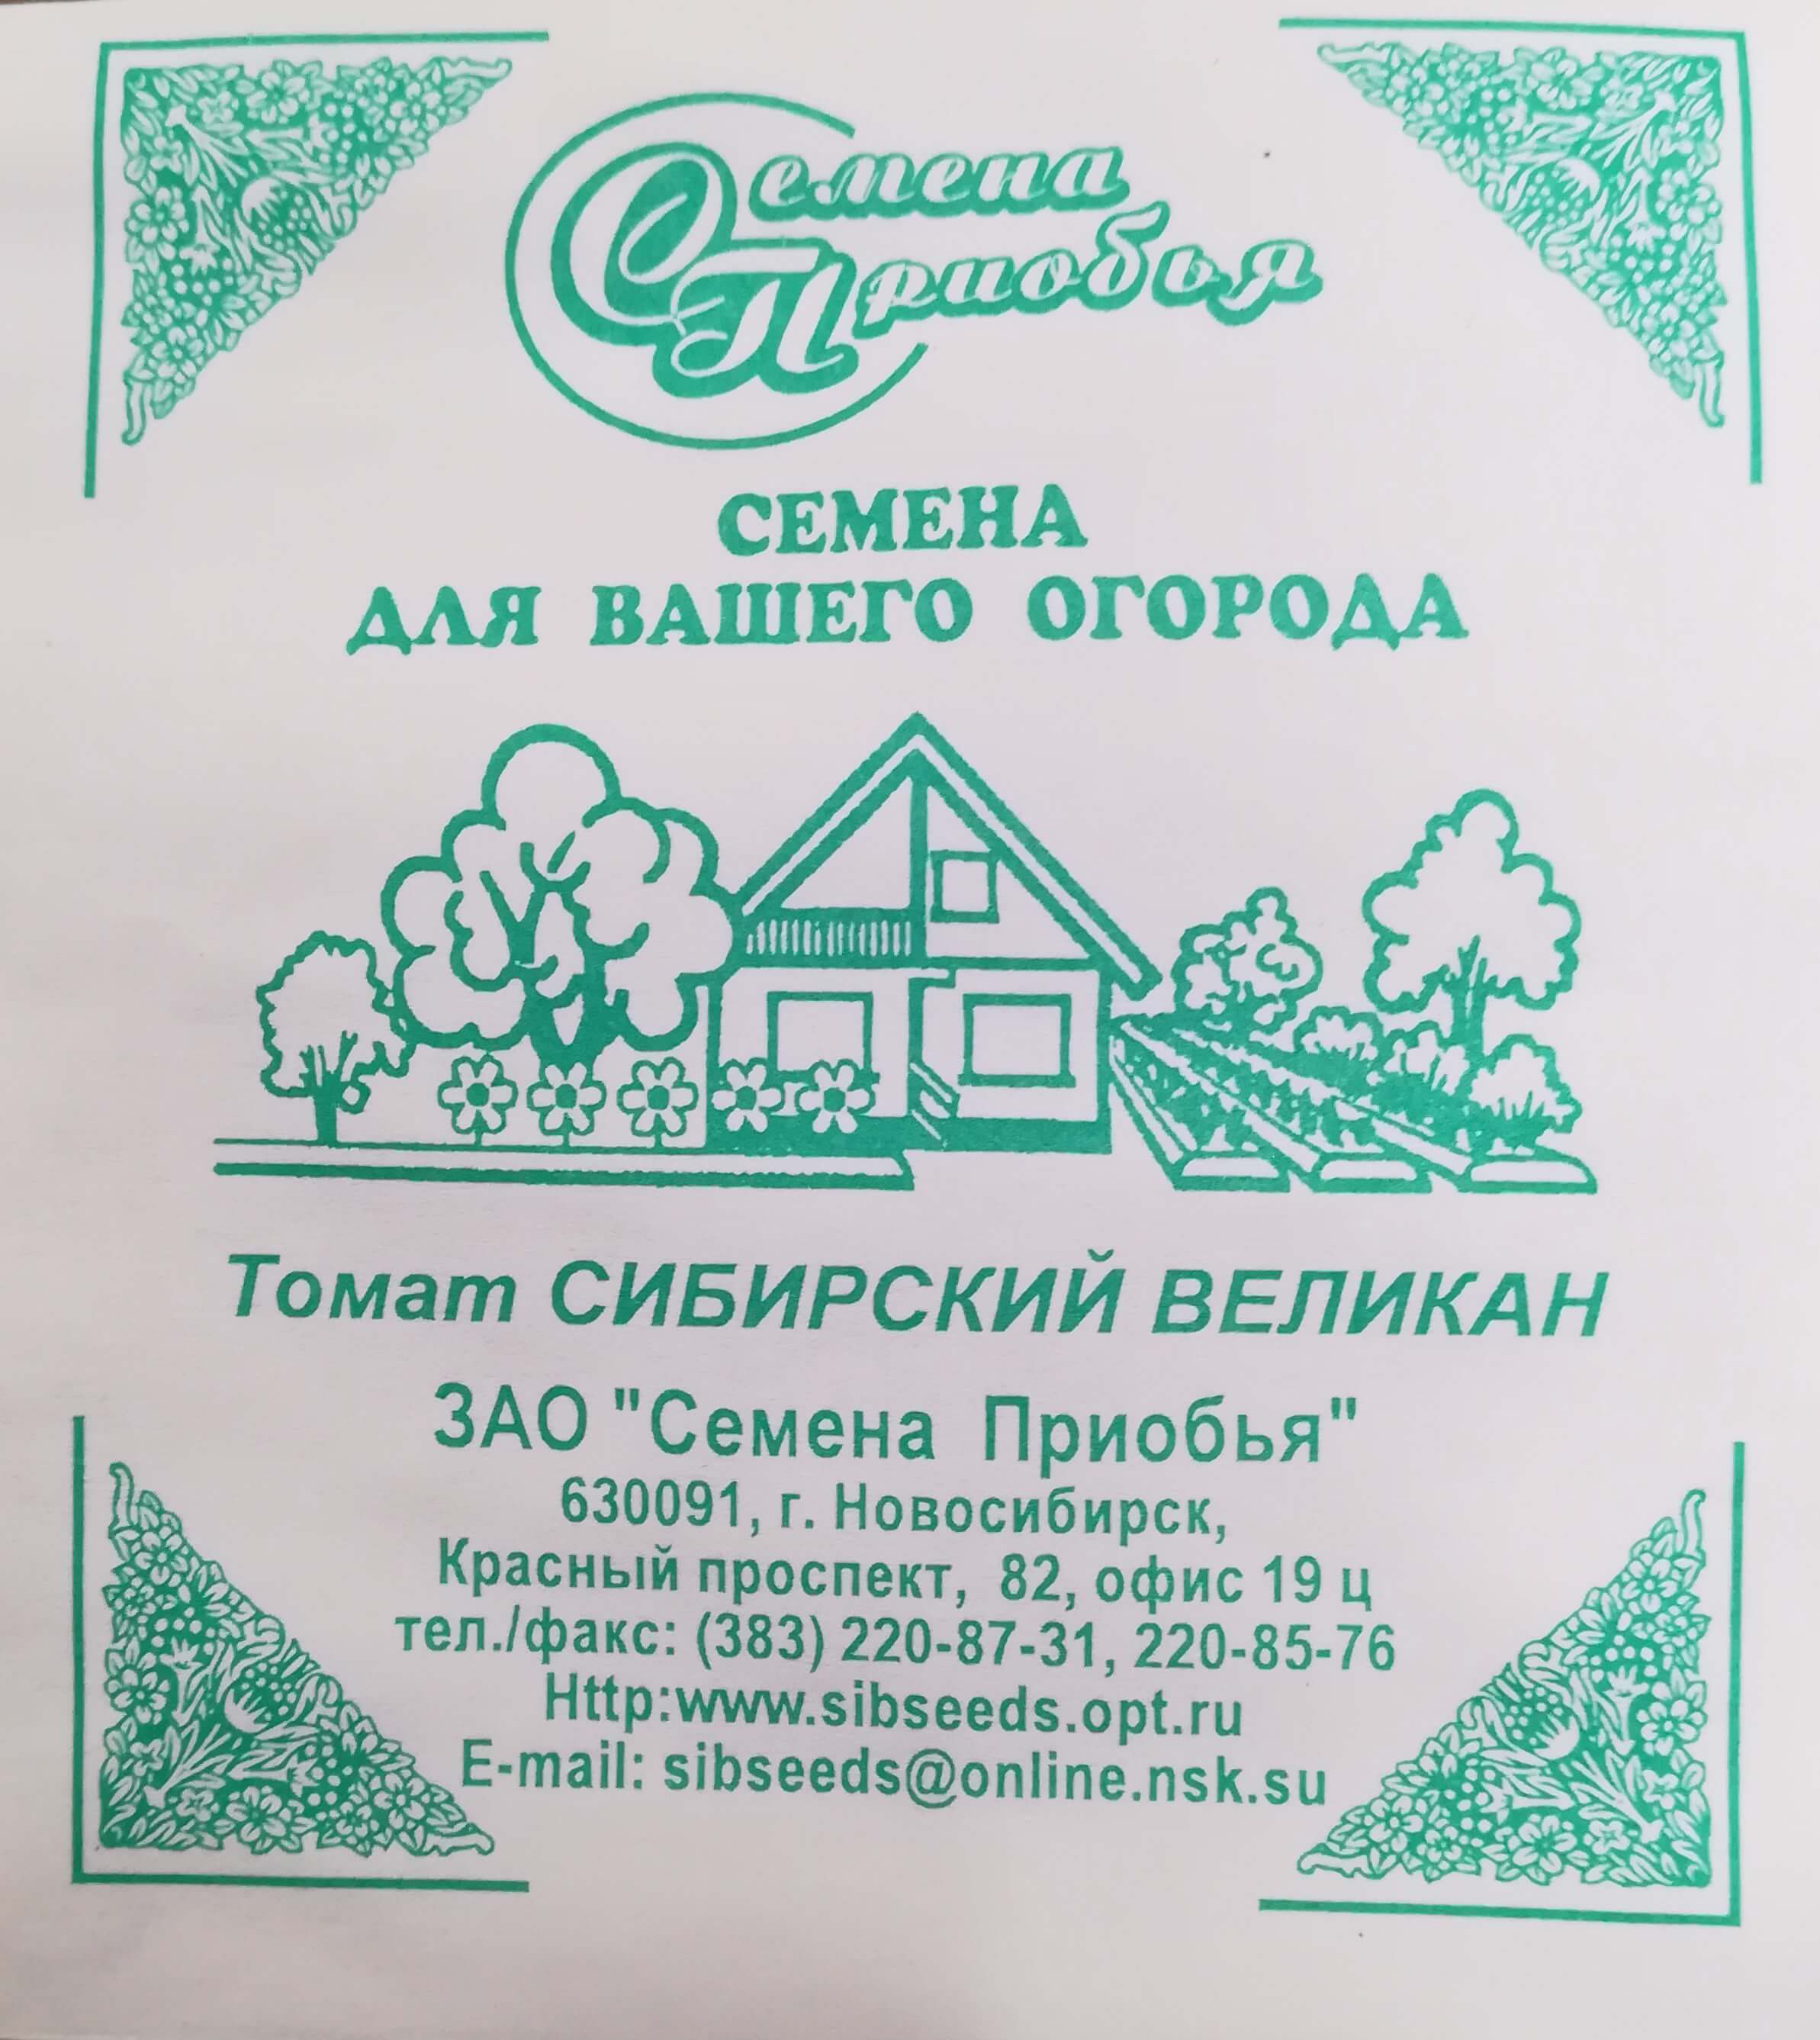 Семена
Приобья
СЕМЕНА
ДЛЯ ВАШЕГО ОГОРОДА
Томат СИБИРСКИЙ ВЕЛИКАН
ЗАО "Семена Приобья"
630091, г. Новосибирск,
Красный проспект, 82, офис 19 ц
тел./факс: (383) 220-87-31, 220-85-76
Http:www.sibseeds.opt.ru
E-mail: sibseeds@online.nsk.su